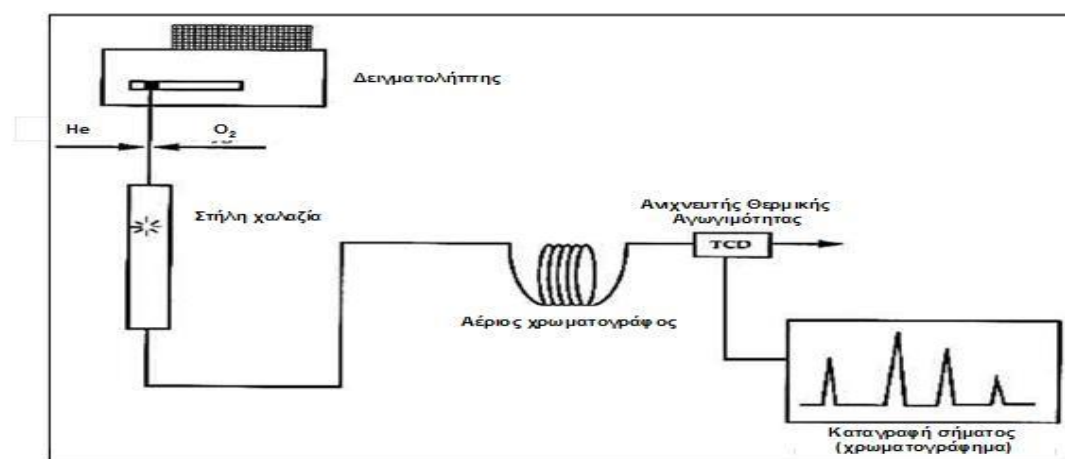 Δειγματολήπτης
He
O₂
Στήλη χαλαζία
Ανιχνευτής Θερμικής
Αγωγιμότητας
TCD
Αέριος χρωματογράφος
Καταγραφή σήματος
(χρωματογράφημα)